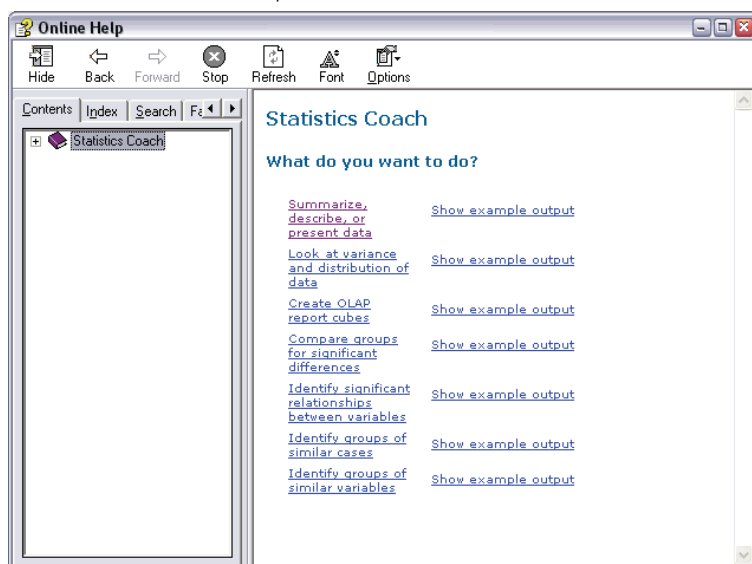 Online Help
Hide Back Forward Stop Refresh Font Options
Contents Index Search
Statistics Coach
Statistics Coach
What do you want to do?
Summarize,
describe, or
present data
Show example output
Look at variance
and distribution of
data
Show example output
Create OLAP
report cubes
Show example output
Compare groups
for significant
differences
Show example output
Identify significant
relationships
between variables
Show example output
Identify groups of
similar cases
Show example output
Identify groups of
similar variables
Show example output